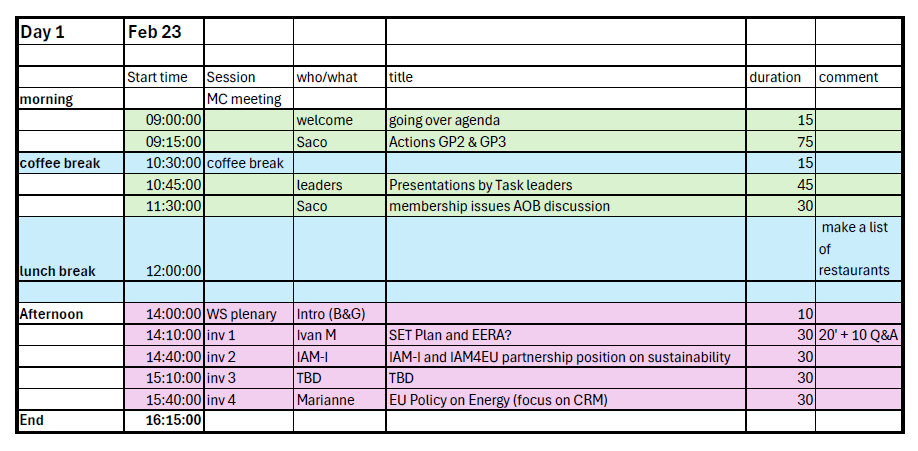 Day 1 Feb 23
Start time Session who/what title duration comment
morning MC meeting
09:00:00 welcome going over agenda 15
09:15:00 Saco Actions GP2 & GP3 75
coffee break 10:30:00 coffee break 15
10:45:00 leaders Presentations by Task leaders 45
11:30:00 Saco membership issues AOB discussion 30
make a list
of
lunch break 12:00:00 restaurants
Afternoon 14:00:00 WS plenary Intro (B&G) 10
14:10:00 inv 1 Ivan M SET Plan and EERA? 30 20' + 10 Q&A
14:40:00 inv 2 IAM-I IAM-I and IAM4EU partnership position on sustainability 30
15:10:00 inv 3 TBD TBD 30
15:40:00 inv 4 Marianne EU Policy on Energy (focus on CRM) 30
End 16:15:00